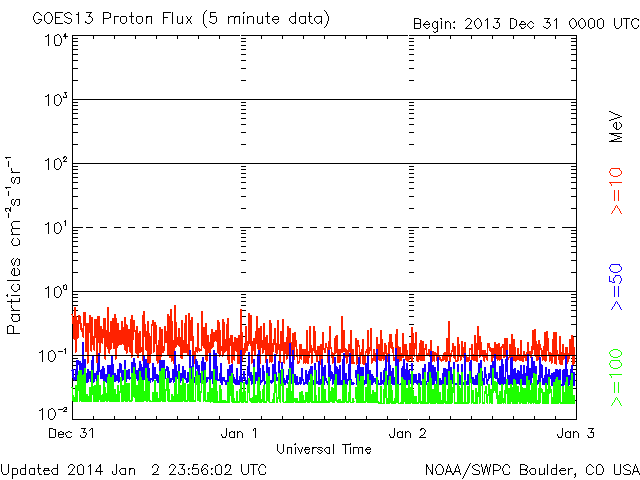 GOES13 Proton Flux (5 minute data)
Begin: 2013 Dec 31 0000 UTC
Particles cm⁻²s⁻¹sr⁻¹
10⁴
10³
10²
10¹
10⁰
10⁻¹
10⁻²
MeV
>=10
>=50
>=100
Dec 31
Jan 1
Jan 2
Jan 3
Universal Time
Updated 2014 Jan 2 23:56:02 UTC
NOAA/SWPC Boulder, CO USA